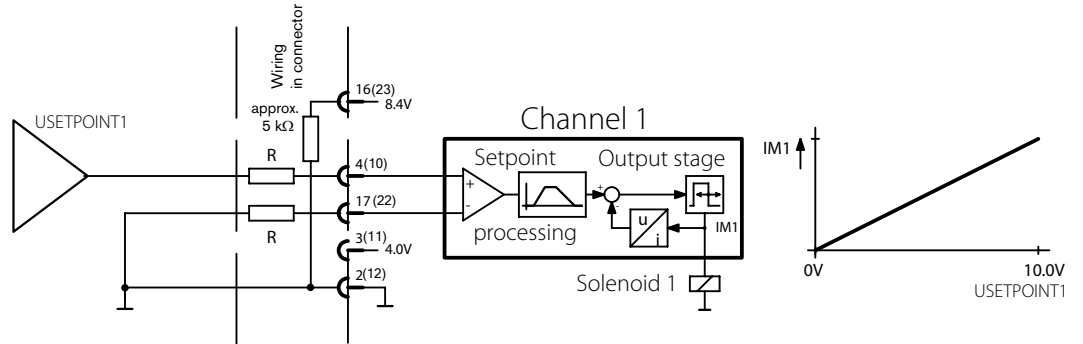 Wiring
in connector
USETPOINT1
approx.
5 kΩ
16(23)
8.4V
R
4(10)
17(22)
R
3(11)
4.0V
2(12)
Channel 1
Setpoint
Output stage
+
-
+
-
u
i
IM1
processing
Solenoid 1
IM1
0V
10.0V
USETPOINT1